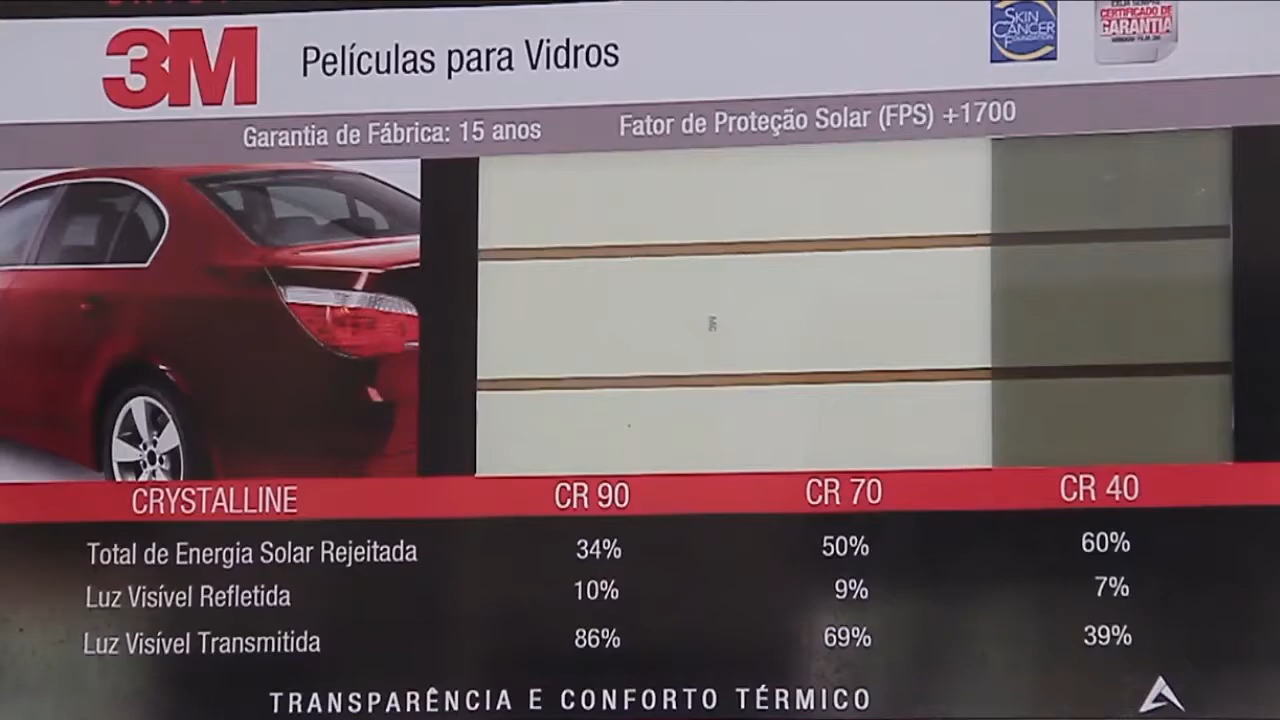 3M Películas para Vidros
SKIN
CANCER
FOUNDATION
CERTIFICADO DE
GARANTIA
Garantia de Fábrica: 15 anos Fator de Proteção Solar (FPS) +1700
CRYSTALLINE CR 90 CR 70 CR 40
Total de Energia Solar Rejeitada 34% 50% 60%
Luz Visível Refletida 10% 9% 7%
Luz Visível Transmitida 86% 69% 39%
TRANSPARÊNCIA E CONFORTO TÉRMICO